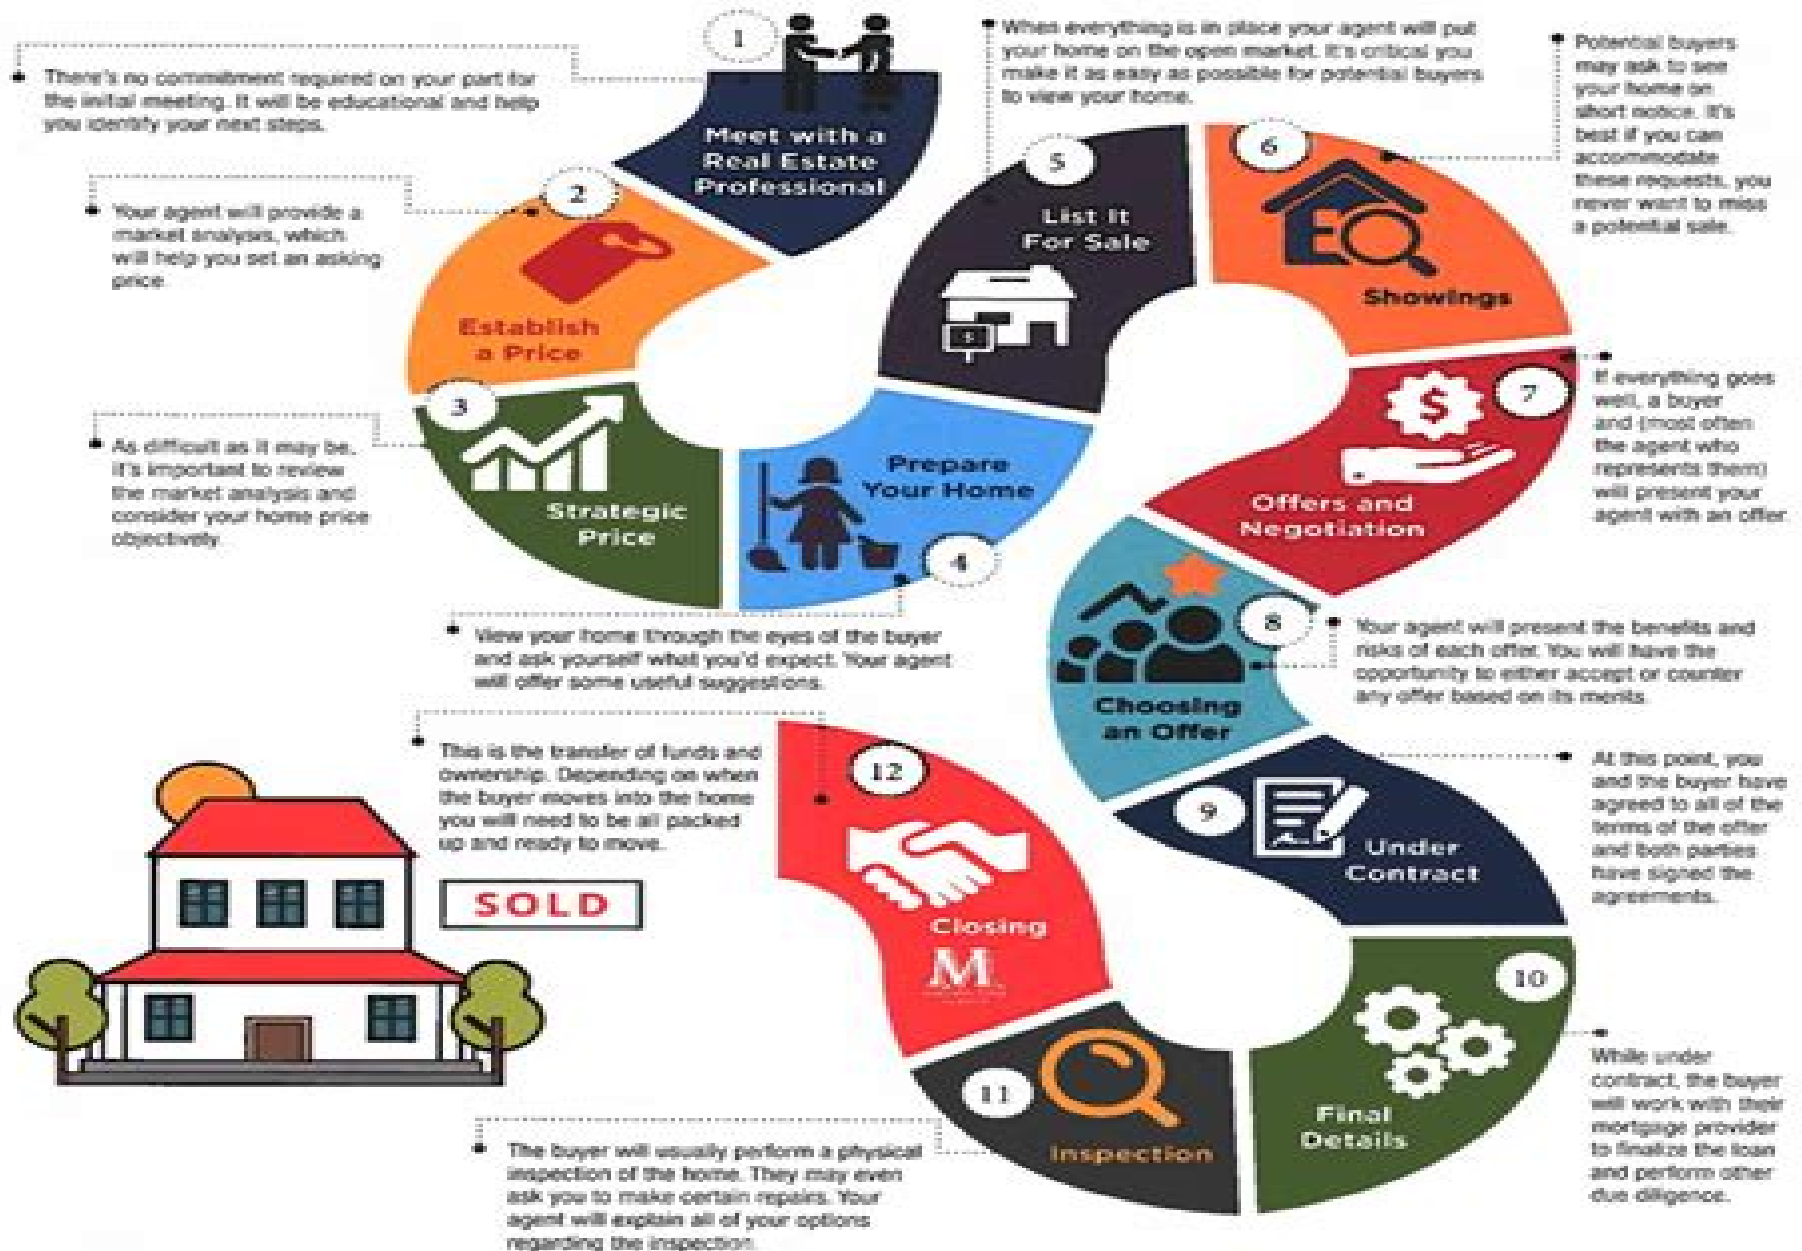 1
Meet with a
Real Estate
Professional
There's no commitment required on your part for
the initial meeting. It will be educational and help
you identify your next steps.
2
Establish
a Price
Your agent will provide a
market analysis, which
will help you set an asking
price
3
Strategic
Price
As difficult as it may be,
it's important to review
the market analysis and
consider your home price
objectively
4
Prepare
Your Home
View your home through the eyes of the buyer
and ask yourself what you'd expect. Your agent
will offer some useful suggestions.
5
List It
For Sale
When everything is in place your agent will put
your home on the open market. It's critical you
make it as easy as possible for potential buyers
to view your home.
6
Showings
Potential buyers
may ask to see
your home on
short notice. It's
best if you can
accommodate
these requests, you
never want to miss
a potential sale.
7
$
Offers and
Negotiation
If everything goes
well, a buyer
and (most often
the agent who
represents them)
will present your
agent with an offer
8
Choosing
an Offer
Your agent will present the benefits and
risks of each offer. You will have the
opportunity to either accept or counter
any offer based on its merits.
9
Under
Contract
At this point, you
and the buyer have
agreed to all of the
terms of the offer
and both parties
have signed the
agreements.
10
Final
Details
While under
contract, the buyer
will work with their
mortgage provider
to finalize the loan
and perform other
due diligence.
11
Inspection
The buyer will usually perform a physical
inspection of the home. They may even
ask you to make certain repairs. Your
agent will explain all of your options
regarding the inspection.
12
Closing
M
This is the transfer of funds and
ownership. Depending on when
the buyer moves into the home
you will need to be all packed
up and ready to move.
SOLD